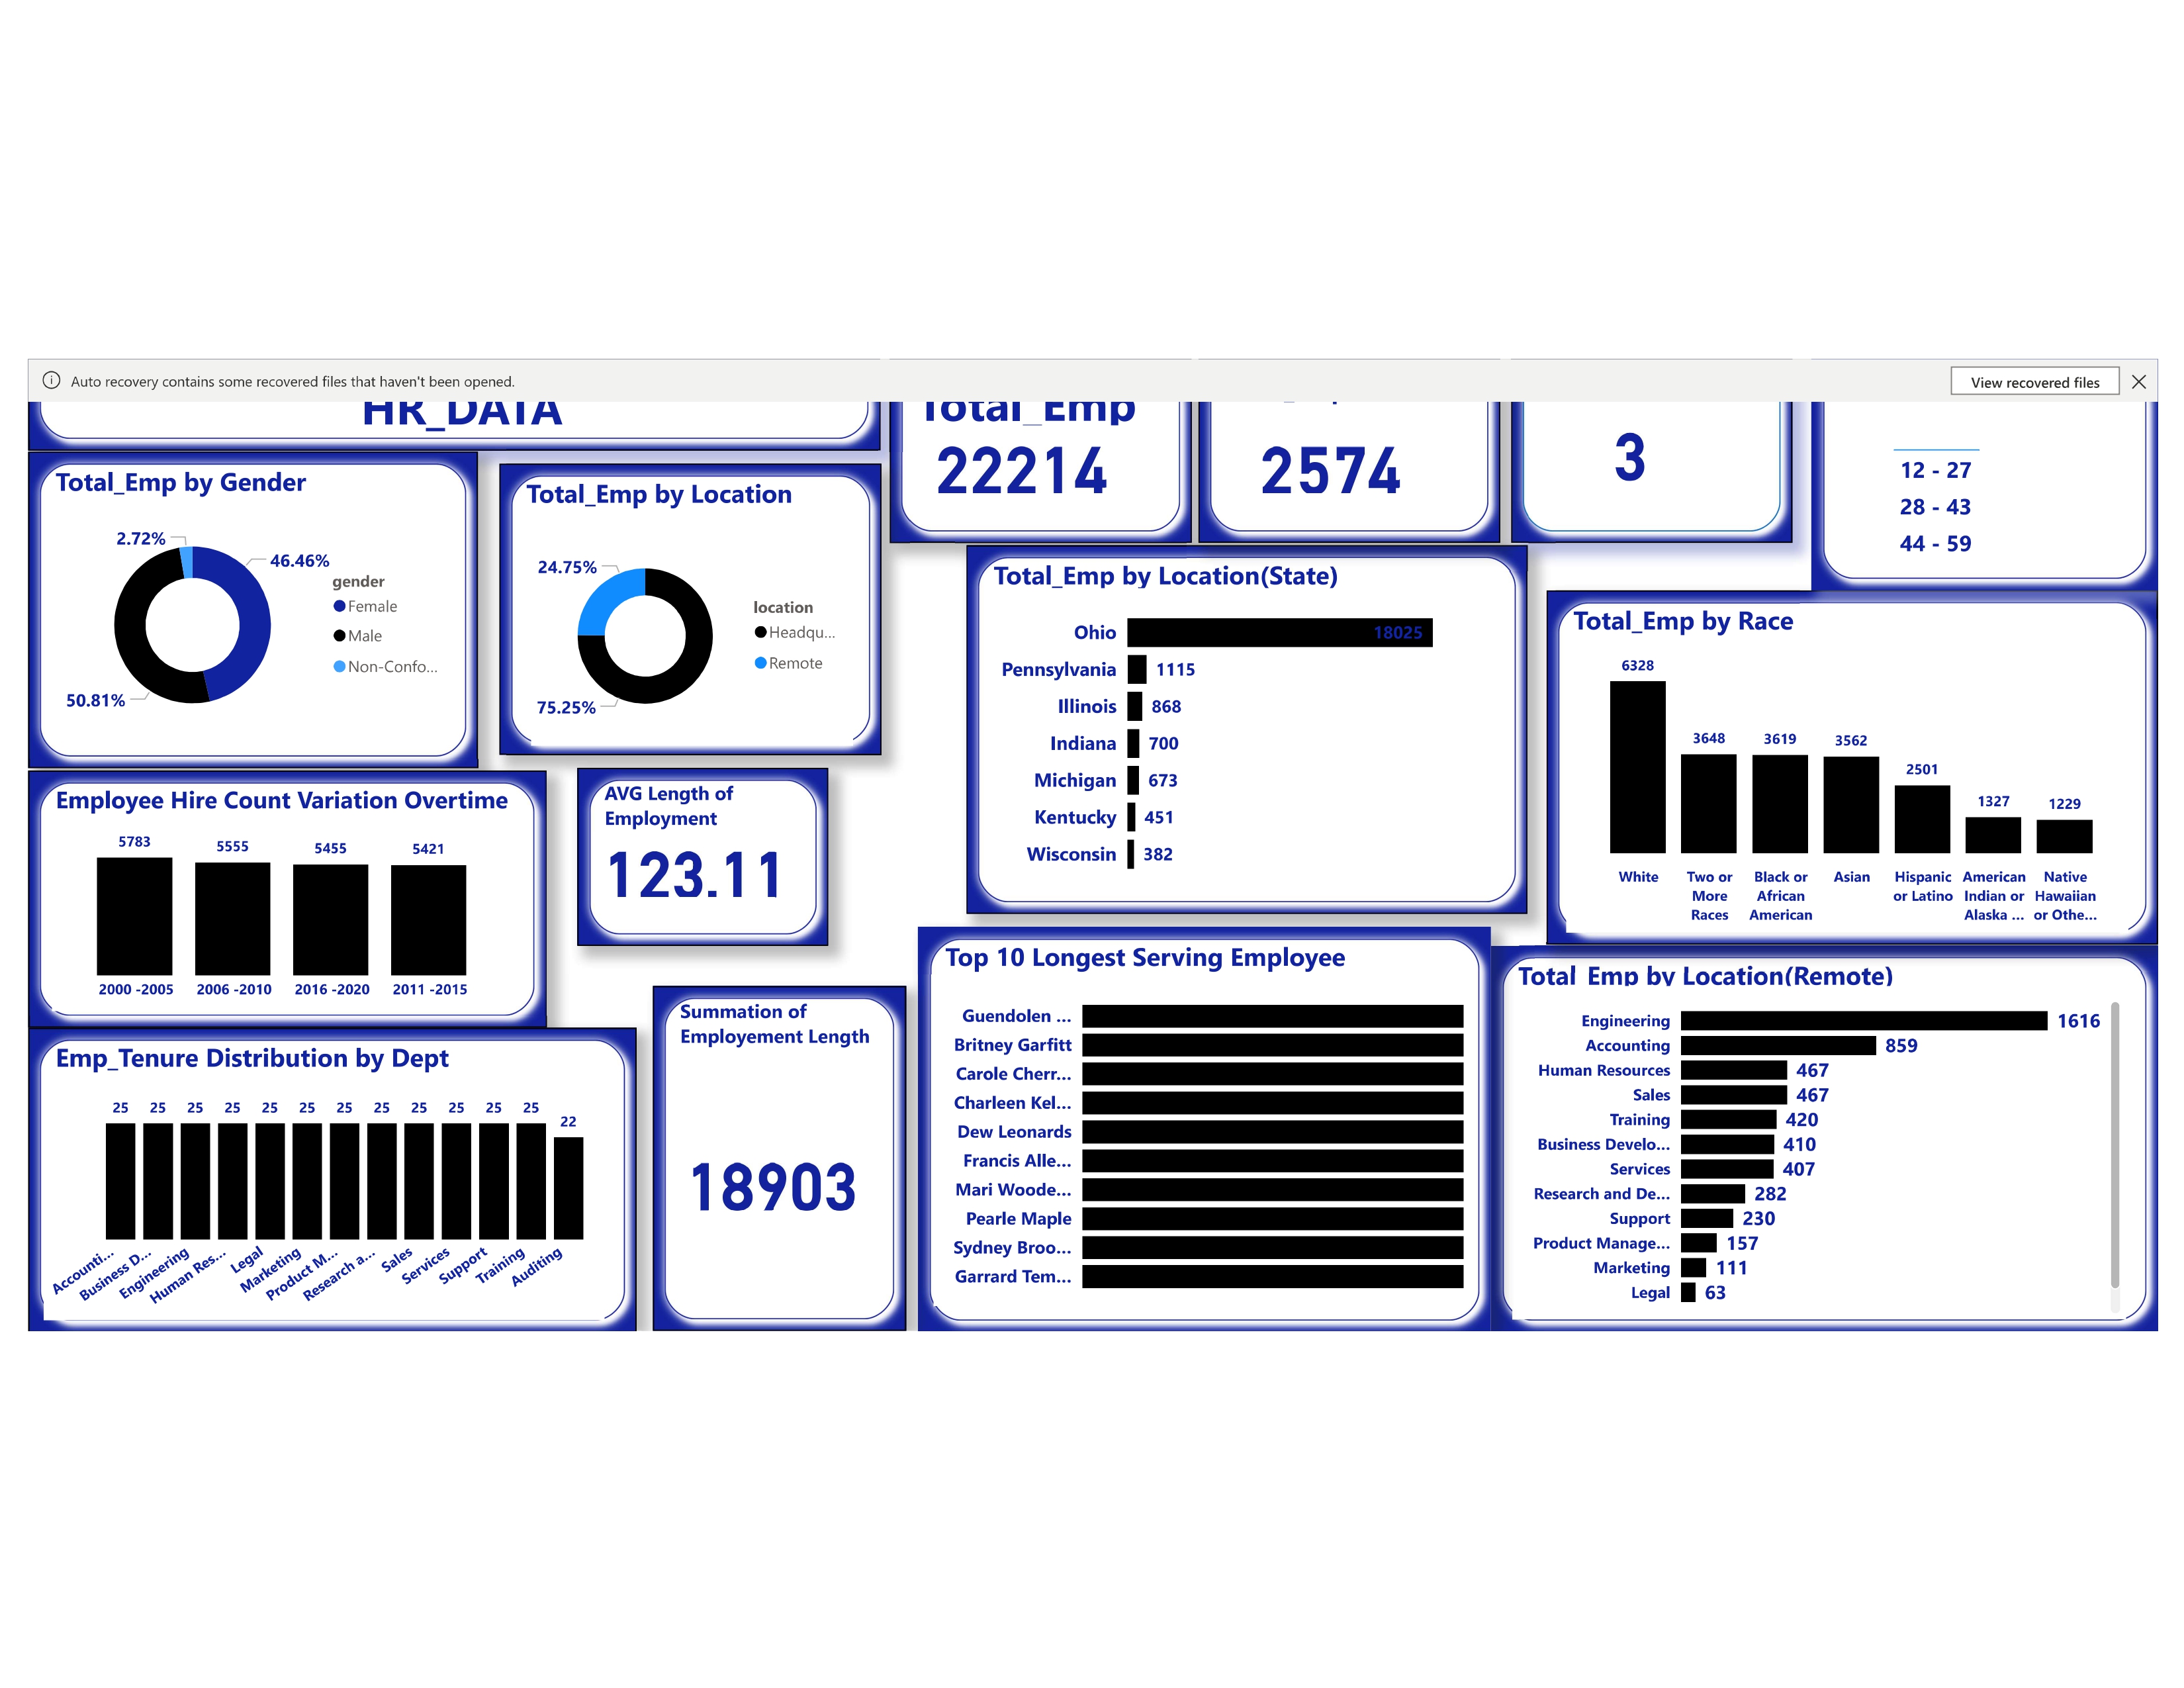 Auto recovery contains some recovered files that haven't been opened.
View recovered files
HR_DATA
Total_Emp
22214
2574
3
12 - 27
28 - 43
44 - 59
Total_Emp by Gender
2.72%
46.46%
50.81%
gender
Female
Male
Non-Confo...
Total_Emp by Location
24.75%
75.25%
location
Headqu...
Remote
Total_Emp by Location(State)
Ohio 18025
Pennsylvania 1115
Illinois 868
Indiana 700
Michigan 673
Kentucky 451
Wisconsin 382
Total_Emp by Race
6328
3648
3619
3562
2501
1327
1229
White
Two or
More
Races
Black or
African
American
Asian
Hispanic
or Latino
American
Indian or
Alaska ...
Native
Hawaiian
or Othe...
Employee Hire Count Variation Overtime
5783
5555
5455
5421
2000 -2005
2006 -2010
2016 -2020
2011 -2015
AVG Length of
Employment
123.11
Emp_Tenure Distribution by Dept
25 25 25 25 25 25 25 25 25 25 25 25 22
Accounti...
Business D...
Engineering
Human Res...
Legal
Marketing
Product M...
Research a...
Sales
Services
Support
Training
Auditing
Summation of
Employement Length
18903
Top 10 Longest Serving Employee
Guendolen ...
Britney Garfitt
Carole Cherr...
Charleen Kel...
Dew Leonards
Francis Alle...
Mari Woode...
Pearle Maple
Sydney Broo...
Garrard Tem...
Total_Emp by Location(Remote)
Engineering 1616
Accounting 859
Human Resources 467
Sales 467
Training 420
Business Develo... 410
Services 407
Research and De... 282
Support 230
Product Manage... 157
Marketing 111
Legal 63